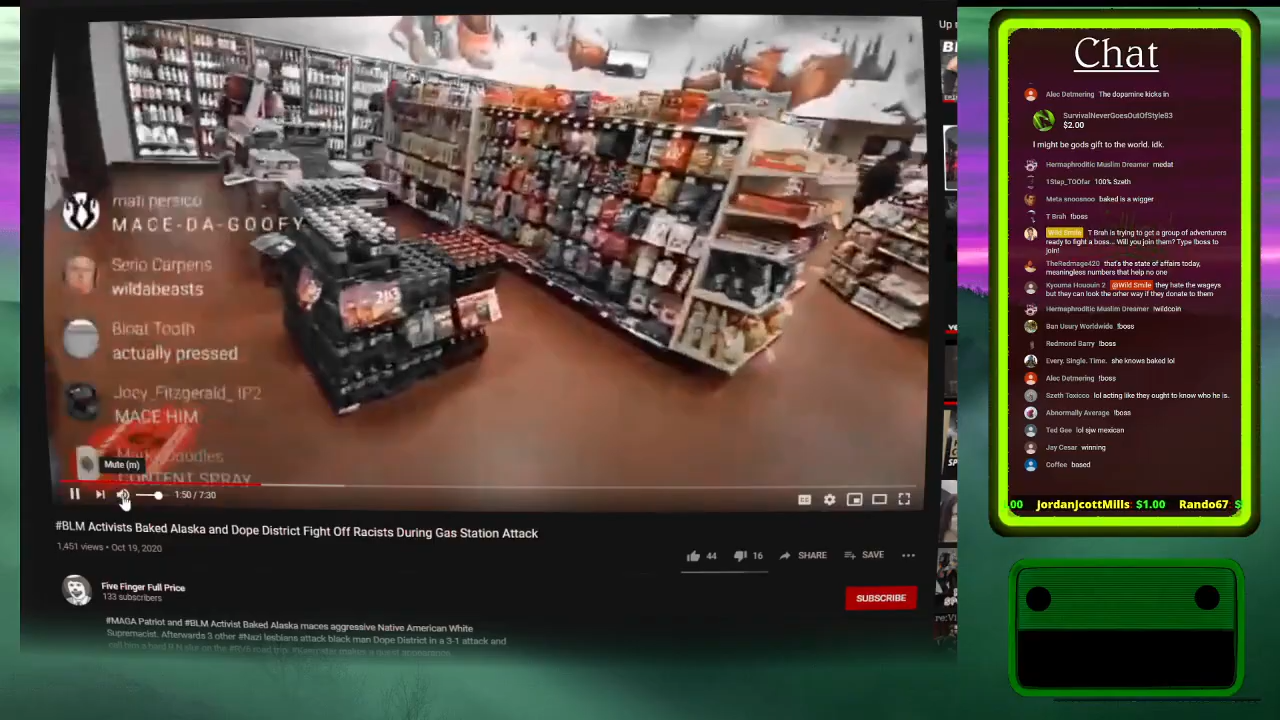 mati persico
MACE-DA-GOOFY
Serio Carpens
wildabeasts
Bloat Tooth
actually pressed
Joey_Fitzgerald_ IP2
MACE HIM
CONTENT SPRAY
Mute (m)
1:50 / 7:30
#BLM Activists Baked Alaska and Dope District Fight Off Racists During Gas Station Attack
1,451 views • Oct 19, 2020
44
16
SHARE
SAVE
Five Finger Full Price
133 subscribers
SUBSCRIBE
#MAGA Patriot and #BLM Activist Baked Alaska maces aggressive Native American White
Supremacist. Afterwards 3 other #Nazi lesbians attack black man Dope District in a 3-1 attack and
Up n
Chat
Alec Detmering The dopamine kicks in
SurvivalNeverGoesOutOfStyle83
$2.00
I might be gods gift to the world. idk.
Hermaphroditic Muslim Dreamer !medat
1Step_TOOfar 100% Szeth
Meta snoosnoo baked is a wigger
T Brah !boss
Wild Smile T Brah is trying to get a group of adventurers
ready to fight a boss... Will you join them? Type !boss to
join!
TheRedmage420 that's the state of affairs today,
meaningless numbers that help no one
Kyouma Hououin 2 @Wild Smile they hate the wageys
but they can look the orher way if they donate to them
Hermaphroditic Muslim Dreamer !wildcoin
Ban Usury Worldwide !boss
Redmond Barry !boss
Every. Single. Time. she knows baked lol
Alec Detmering !boss
Szeth Toxicco lol acting like they ought to know who he is.
Abnormally Average !boss
Ted Gee lol sjw mexican
Jay Cesar winning
Coffee based
.00 JordanJcottMills: $1.00 Rando67: $